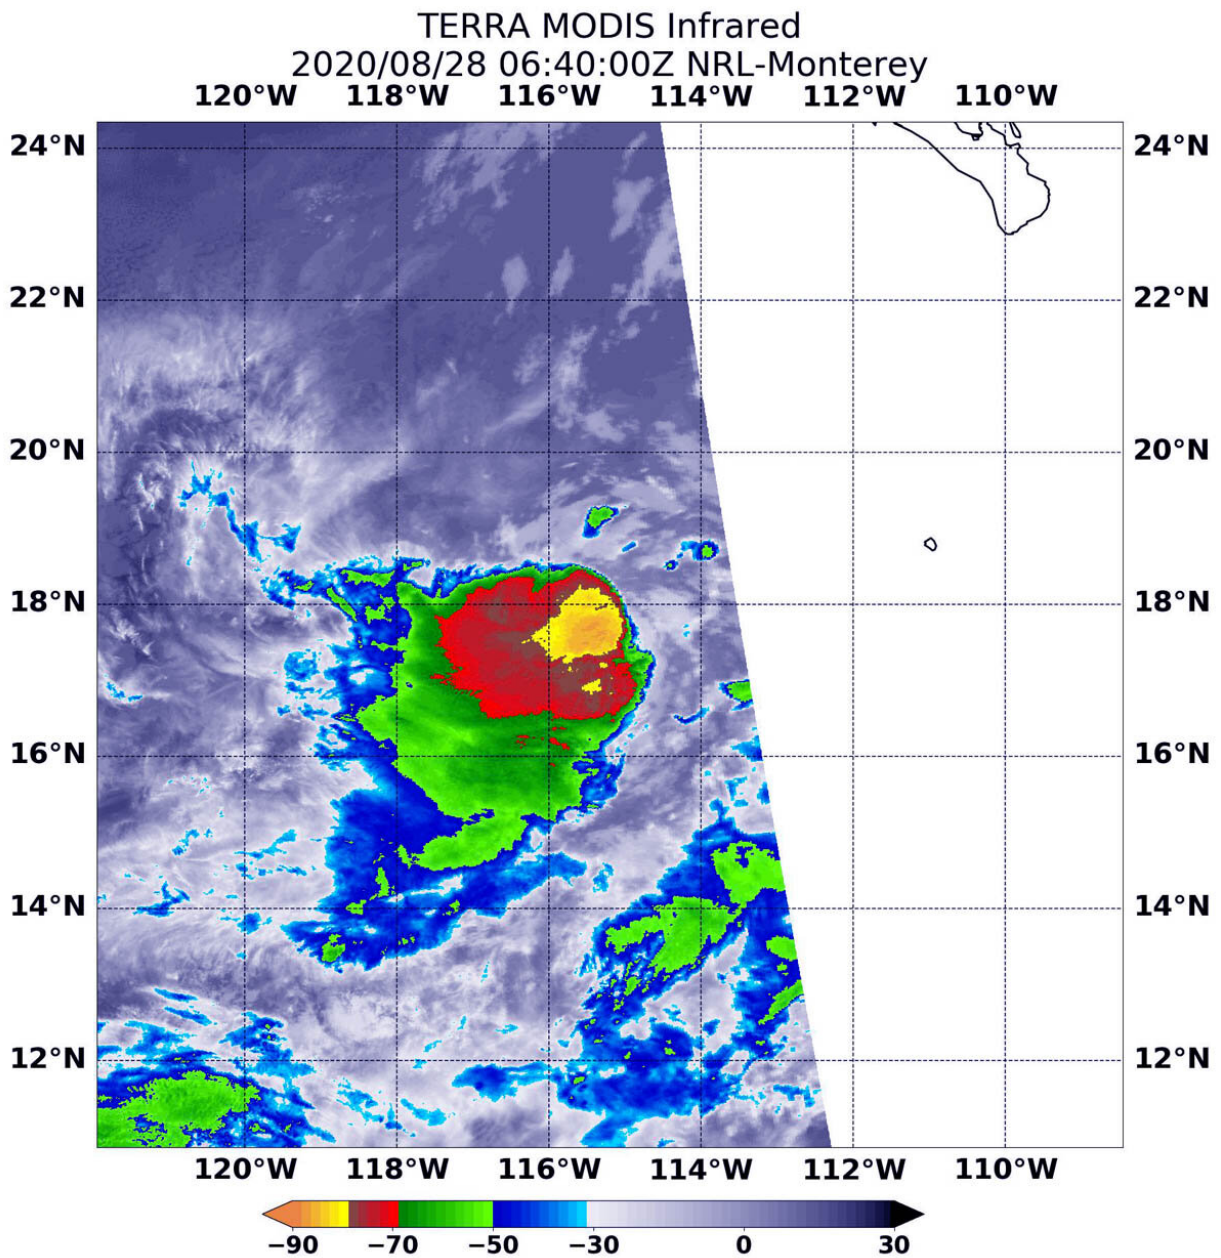 TERRA MODIS Infrared
2020/08/28 06:40:00Z NRL-Monterey
120°W 118°W 116°W 114°W 112°W 110°W
24°N 24°N
22°N 22°N
20°N 20°N
18°N 18°N
16°N 16°N
14°N 14°N
12°N 12°N
120°W 118°W 116°W 114°W 112°W 110°W
−90 −70 −50 −30 0 30